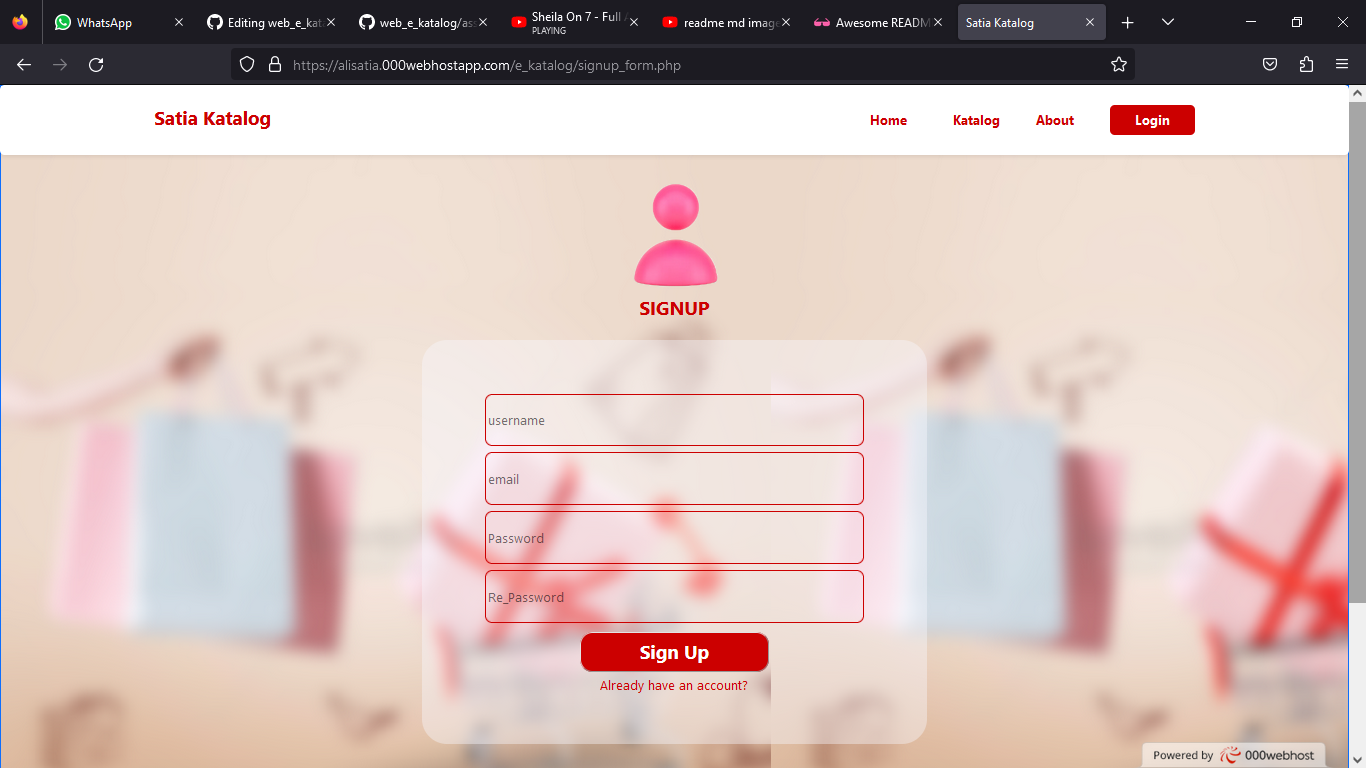 WhatsApp
Editing web_e_kat
web_e_katalog/ass
Sheila On 7 - Full A
PLAYING
readme md image
Awesome READM
Satia Katalog
https://alisatia.000webhostapp.com/e_katalog/signup_form.php
Satia Katalog
Home
Katalog
About
Login
SIGNUP
username
email
Password
Re_Password
Sign Up
Already have an account?
Powered by 000webhost